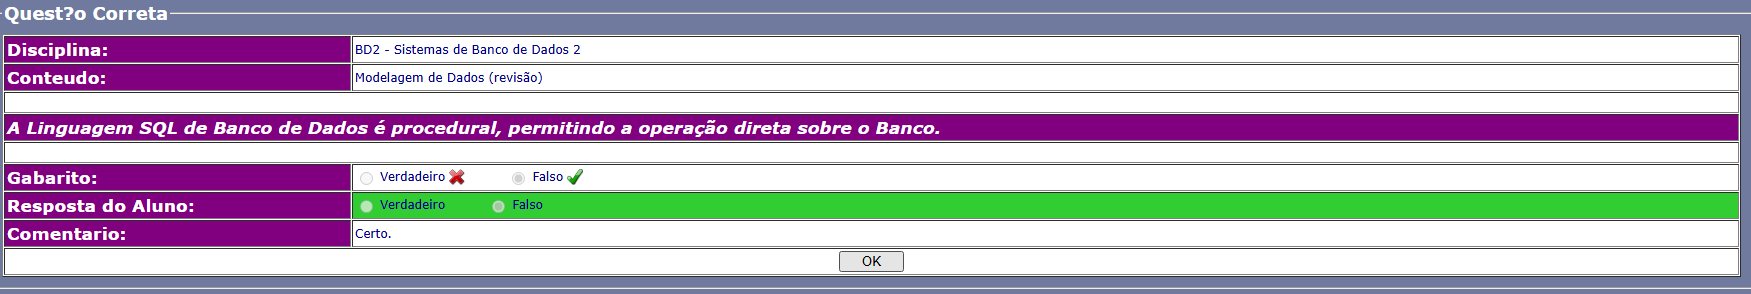 Quest?o Correta
Disciplina: BD2 - Sistemas de Banco de Dados 2
Conteudo: Modelagem de Dados (revisão)
A Linguagem SQL de Banco de Dados é procedural, permitindo a operação direta sobre o Banco.
Gabarito: Verdadeiro Falso
Resposta do Aluno: Verdadeiro Falso
Comentario: Certo.
OK